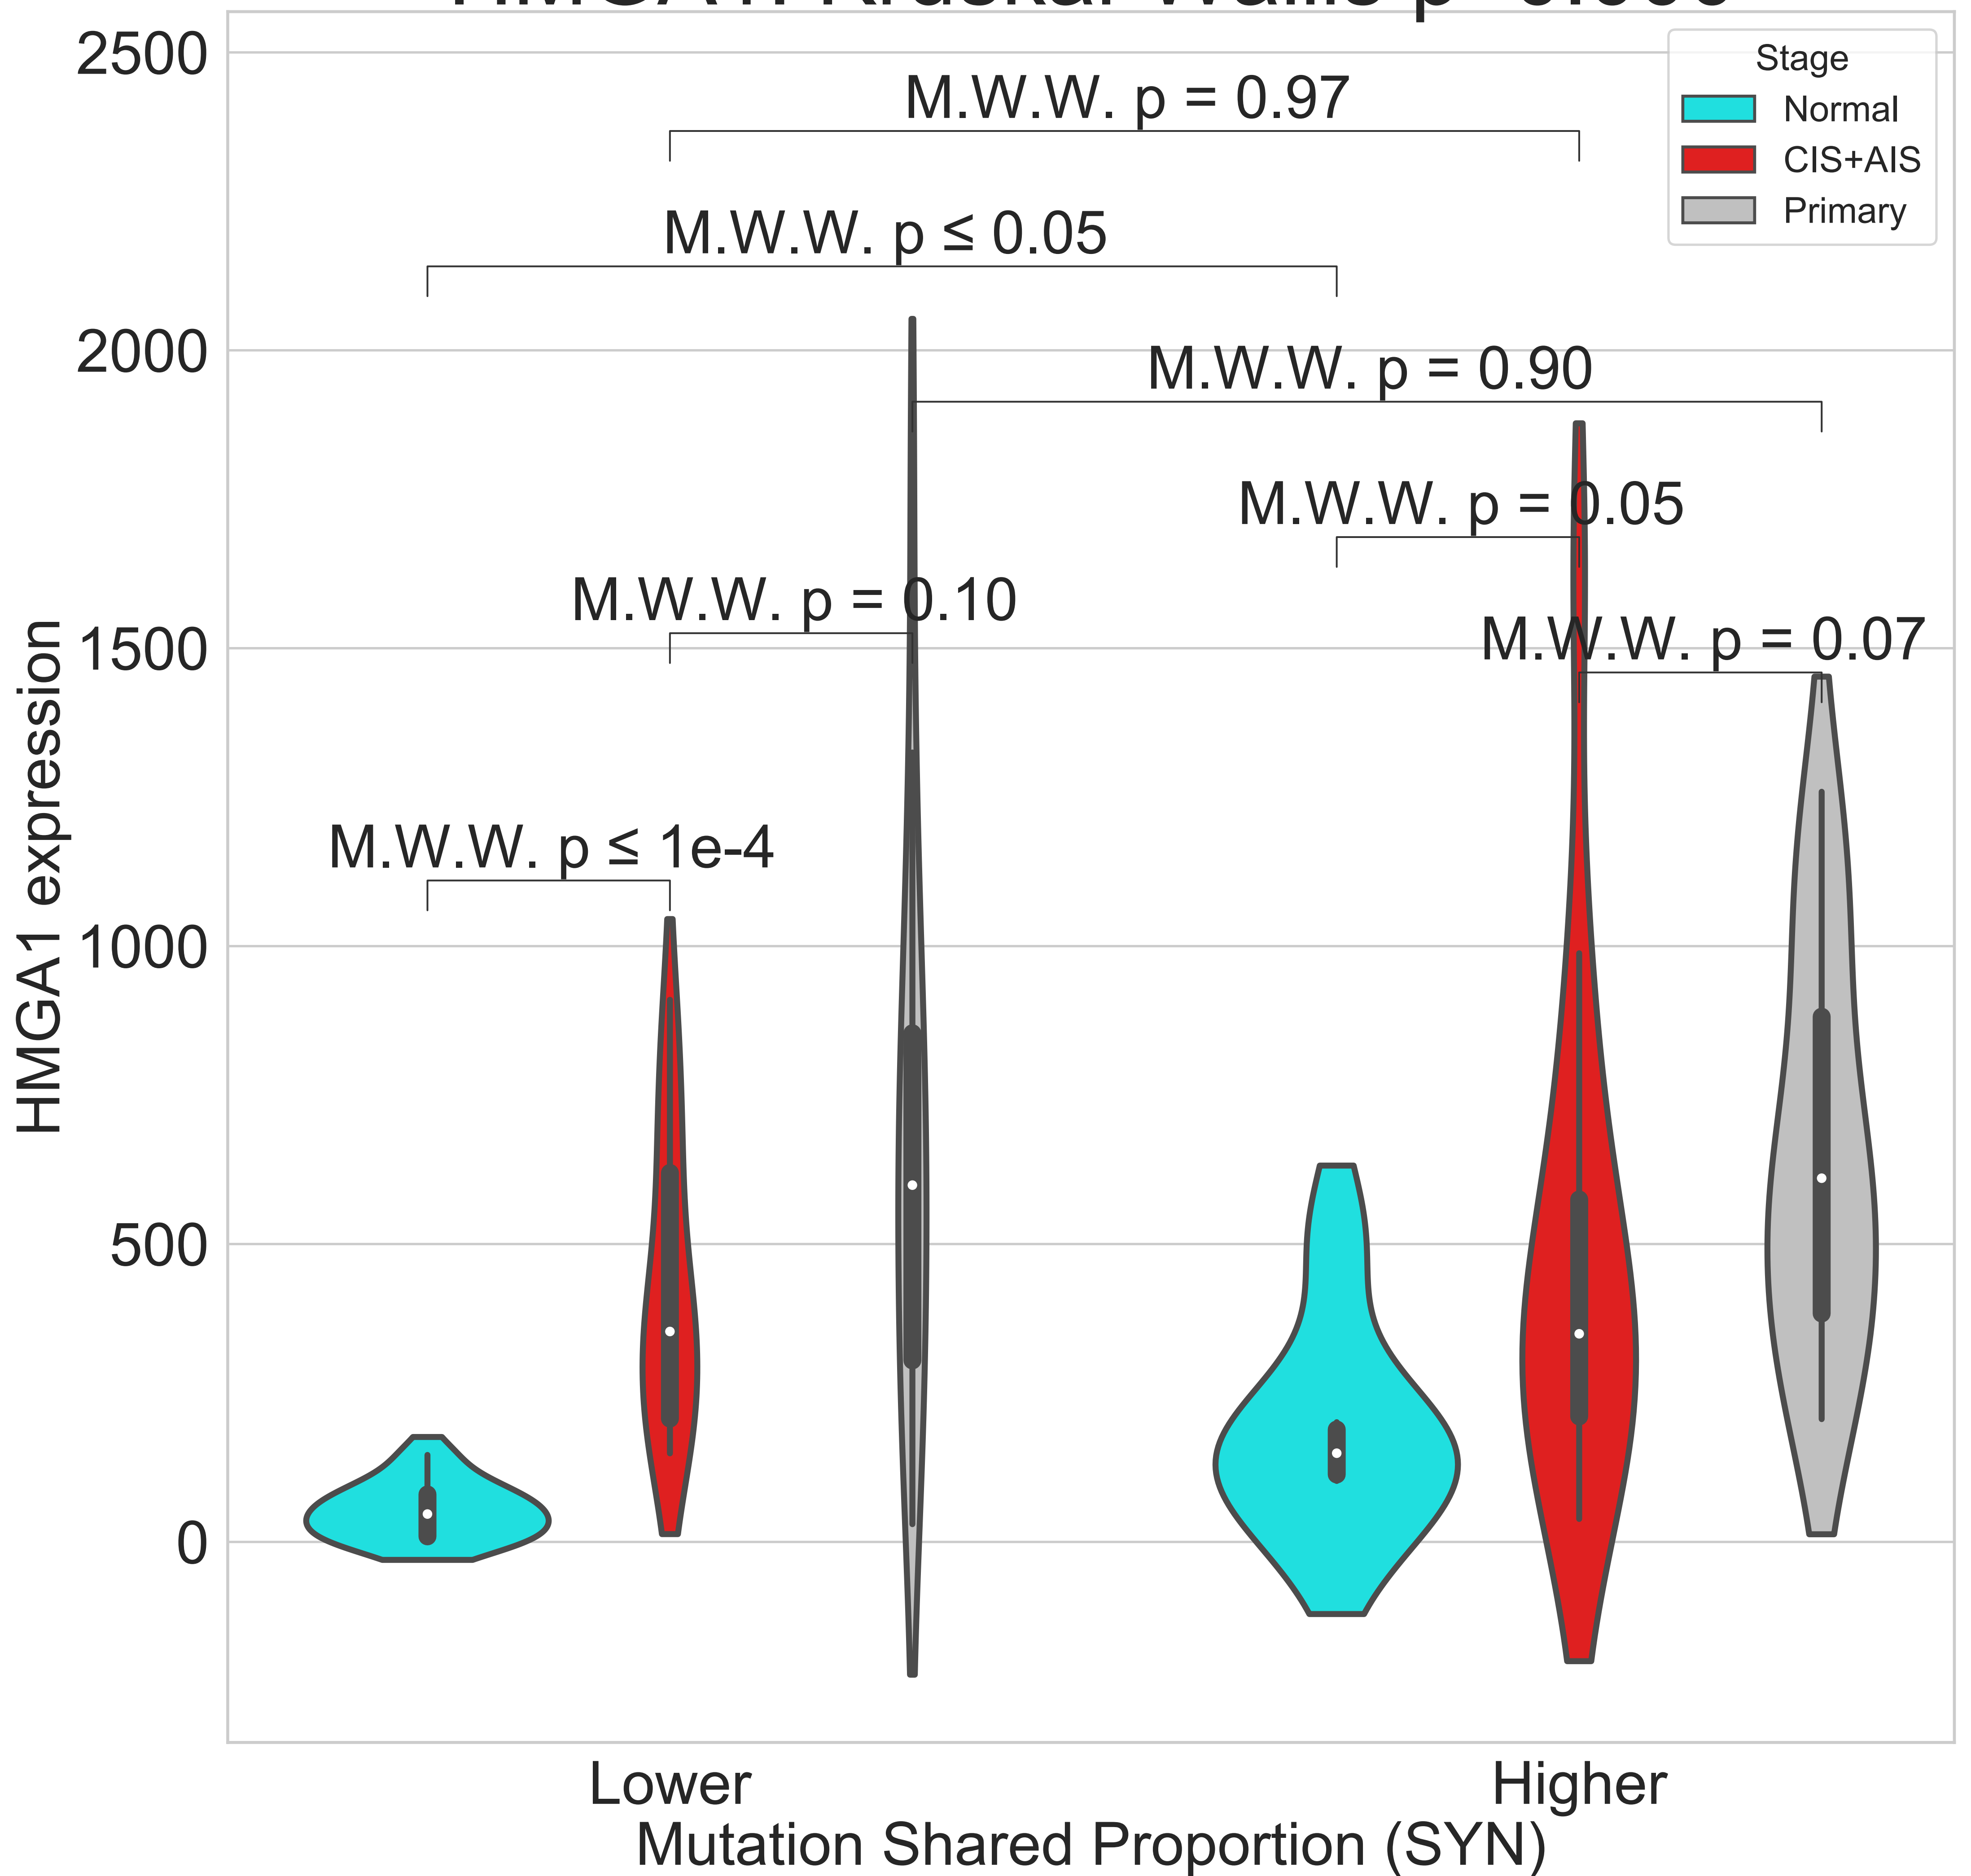 2500
2000
1500
1000
500
0
HMGA1 expression
M.W.W. p = 0.97
M.W.W. p ≤ 0.05
M.W.W. p = 0.90
M.W.W. p = 0.05
M.W.W. p = 0.10
M.W.W. p = 0.07
M.W.W. p ≤ 1e-4
Stage
Normal
CIS+AIS
Primary
Lower
Higher
Mutation Shared Proportion (SYN)